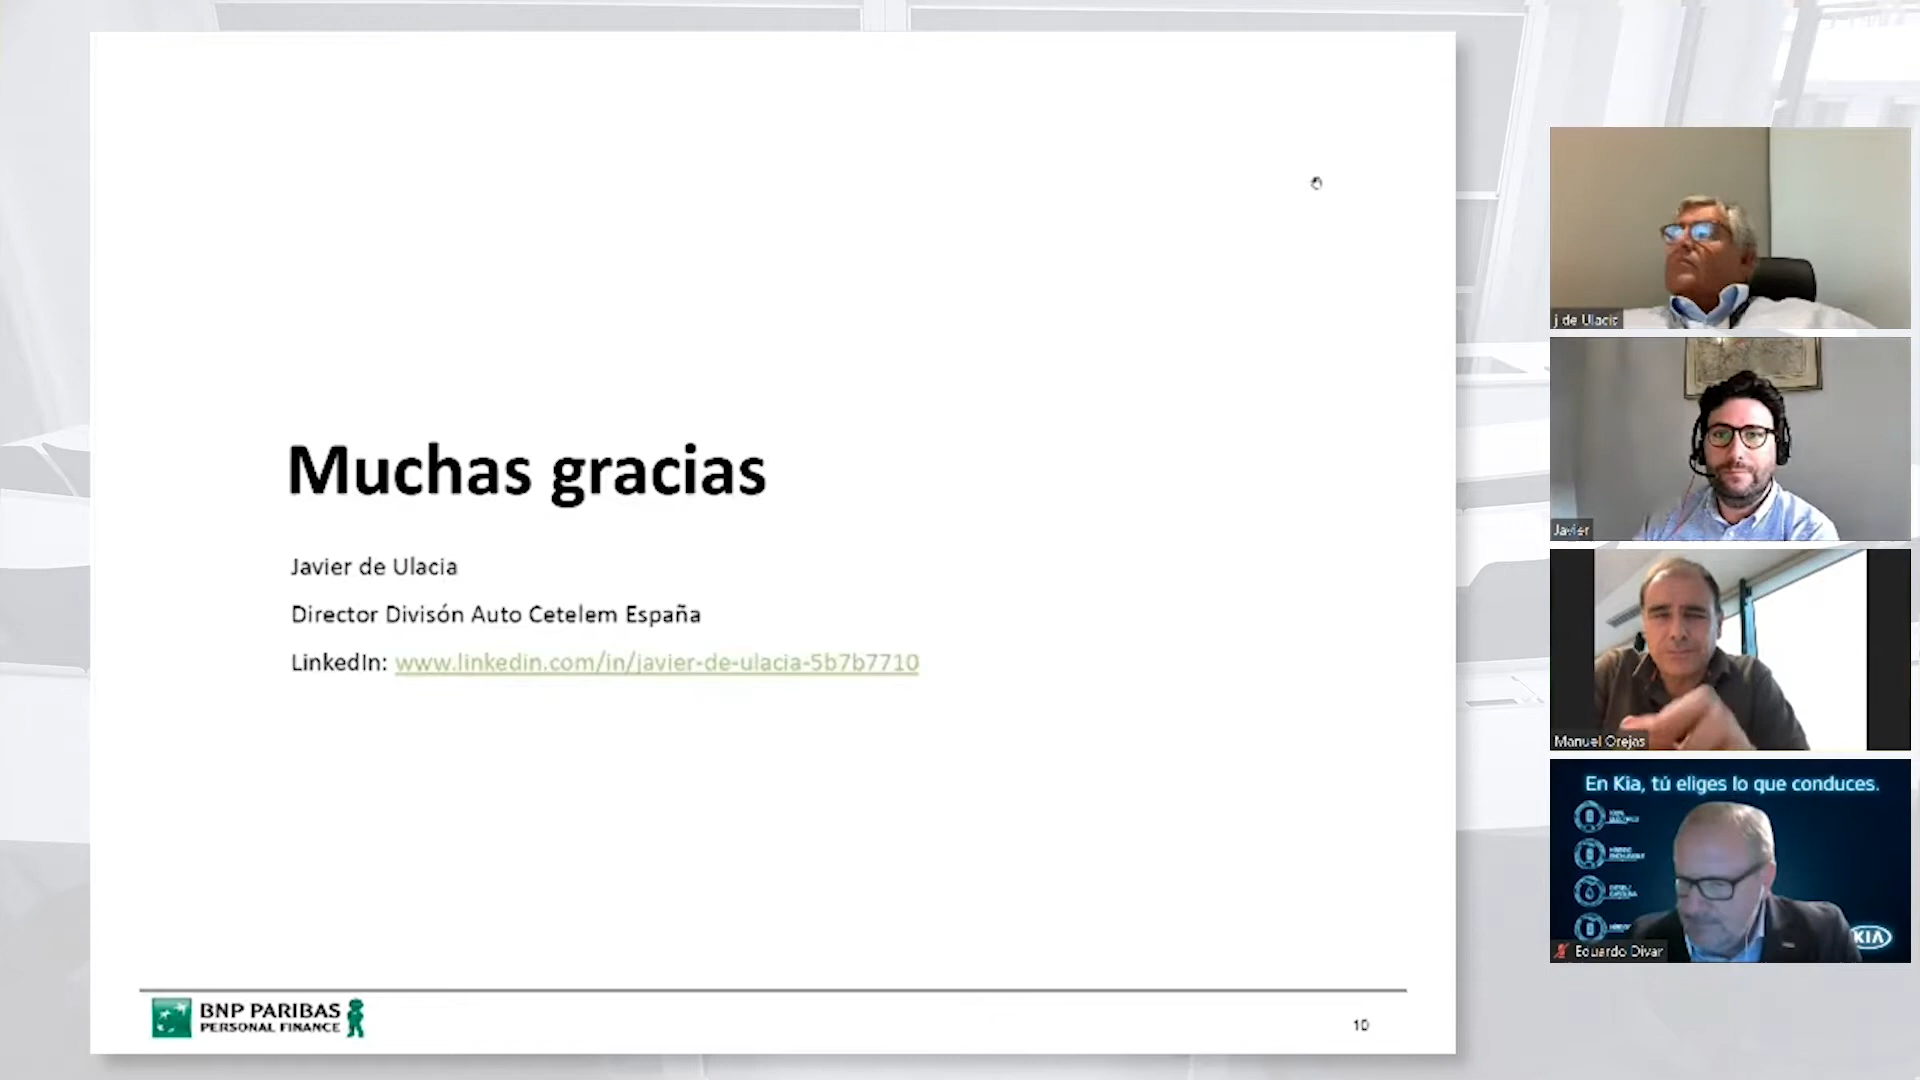 Muchas gracias
Javier de Ulacia
Director Divisón Auto Cetelem España
LinkedIn: www.linkedin.com/in/javier-de-ulacia-5b7b7710
BNP PARIBAS
PERSONAL FINANCE
10
j de Ulacia
Javier
Manuel Orejas
En Kia, tú eliges lo que conduces.
KIA
Eduardo Divar